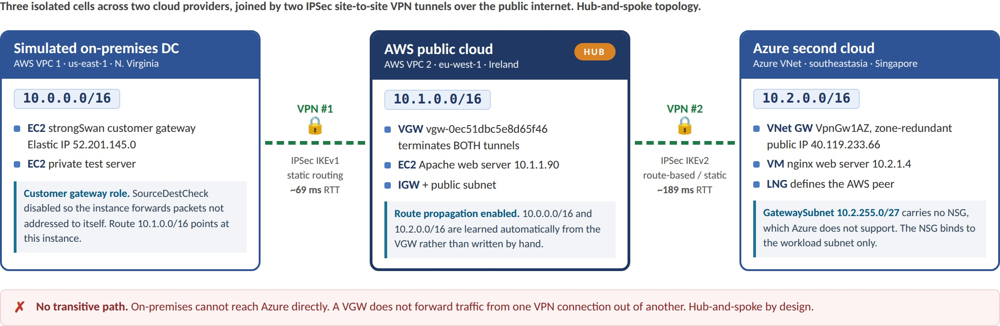 Three isolated cells across two cloud providers, joined by two IPSec site-to-site VPN tunnels over the public internet. Hub-and-spoke topology.
Simulated on-premises DC
AWS VPC 1 · us-east-1 · N. Virginia
10.0.0.0/16
EC2 strongSwan customer gateway
Elastic IP 52.201.145.0
EC2 private test server
Customer gateway role. SourceDestCheck
disabled so the instance forwards packets not
addressed to itself. Route 10.1.0.0/16 points at
this instance.
VPN #1
IPSec IKEv1
static routing
~69 ms RTT
AWS public cloud
HUB
AWS VPC 2 · eu-west-1 · Ireland
10.1.0.0/16
VGW vgw-0ec51dbc5e8d65f46
terminates BOTH tunnels
EC2 Apache web server 10.1.1.90
IGW + public subnet
Route propagation enabled. 10.0.0.0/16 and
10.2.0.0/16 are learned automatically from the
VGW rather than written by hand.
VPN #2
IPSec IKEv2
route-based / static
~189 ms RTT
Azure second cloud
Azure VNet · southeastasia · Singapore
10.2.0.0/16
VNet GW VpnGw1AZ, zone-redundant
public IP 40.119.233.66
VM nginx web server 10.2.1.4
LNG defines the AWS peer
GatewaySubnet 10.2.255.0/27 carries no NSG,
which Azure does not support. The NSG binds to
the workload subnet only.
✗ No transitive path. On-premises cannot reach Azure directly. A VGW does not forward traffic from one VPN connection out of another. Hub-and-spoke by design.